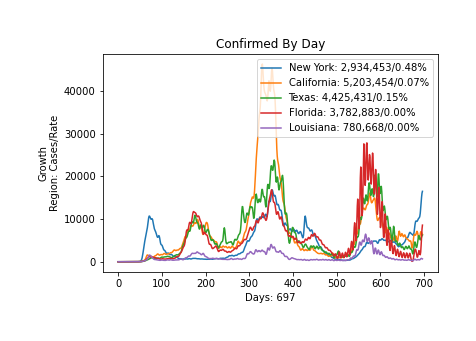 Confirmed By Day
New York: 2,934,453/0.48%
California: 5,203,454/0.07%
Texas: 4,425,431/0.15%
Florida: 3,782,883/0.00%
Louisiana: 780,668/0.00%
Growth
Region: Cases/Rate
40000
30000
20000
10000
0
0 100 200 300 400 500 600 700
Days: 697